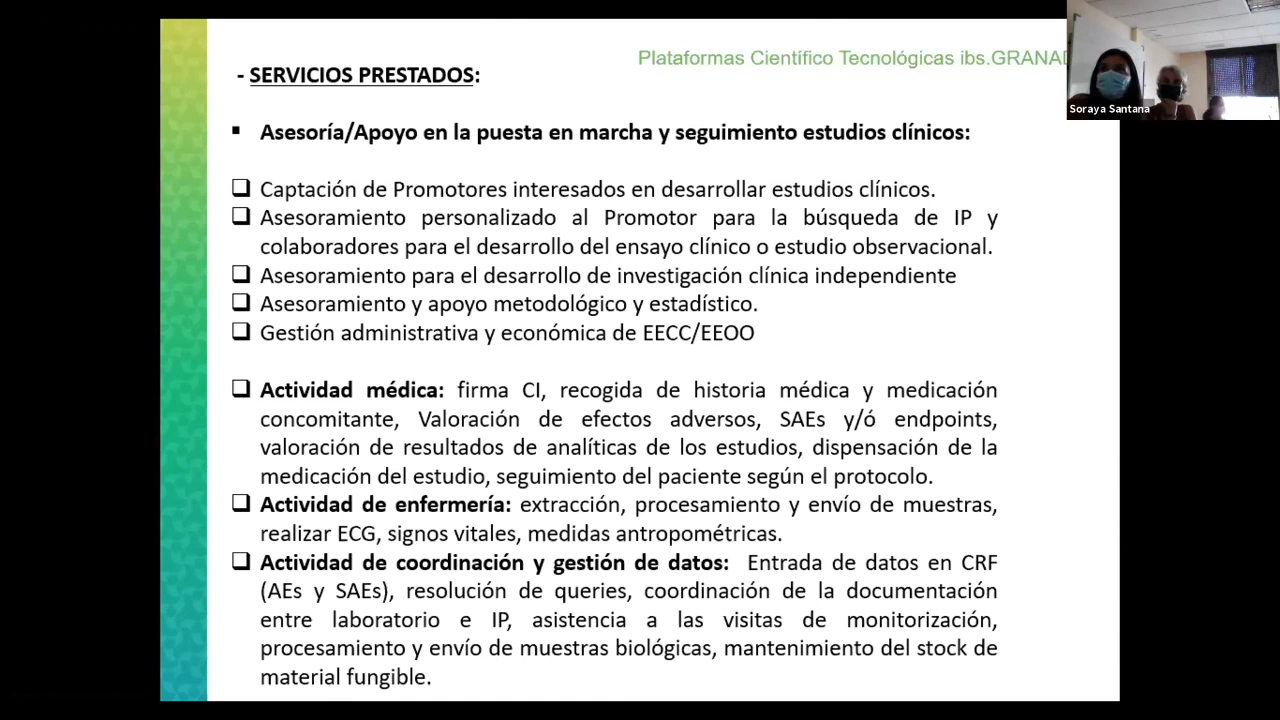 Plataformas Científico Tecnológicas ibs.GRANAD
Soraya Santana
- SERVICIOS PRESTADOS:
▪ Asesoría/Apoyo en la puesta en marcha y seguimiento estudios clínicos:
❑ Captación de Promotores interesados en desarrollar estudios clínicos.
❑ Asesoramiento personalizado al Promotor para la búsqueda de IP y
colaboradores para el desarrollo del ensayo clínico o estudio observacional.
❑ Asesoramiento para el desarrollo de investigación clínica independiente
❑ Asesoramiento y apoyo metodológico y estadístico.
❑ Gestión administrativa y económica de EECC/EEOO
❑ Actividad médica: firma CI, recogida de historia médica y medicación
concomitante, Valoración de efectos adversos, SAEs y/ó endpoints,
valoración de resultados de analíticas de los estudios, dispensación de la
medicación del estudio, seguimiento del paciente según el protocolo.
❑ Actividad de enfermería: extracción, procesamiento y envío de muestras,
realizar ECG, signos vitales, medidas antropométricas.
❑ Actividad de coordinación y gestión de datos: Entrada de datos en CRF
(AEs y SAEs), resolución de queries, coordinación de la documentación
entre laboratorio e IP, asistencia a las visitas de monitorización,
procesamiento y envío de muestras biológicas, mantenimiento del stock de
material fungible.